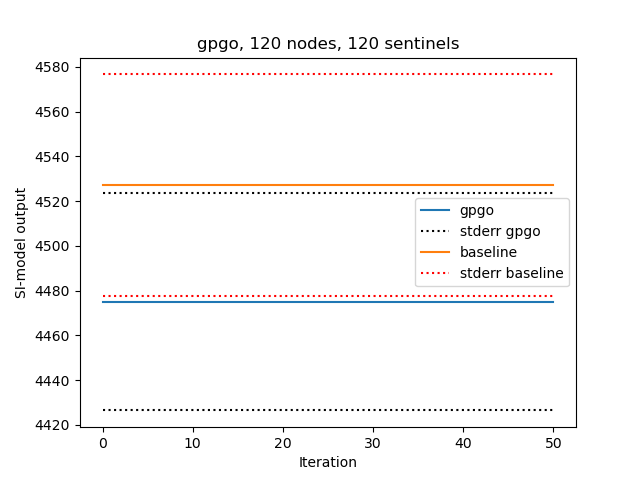 gpgo, 120 nodes, 120 sentinels
4580
4560
4540
4520
4500
4480
4460
4440
4420
SI-model output
gpgo
stderr gpgo
baseline
stderr baseline
0 10 20 30 40 50
Iteration